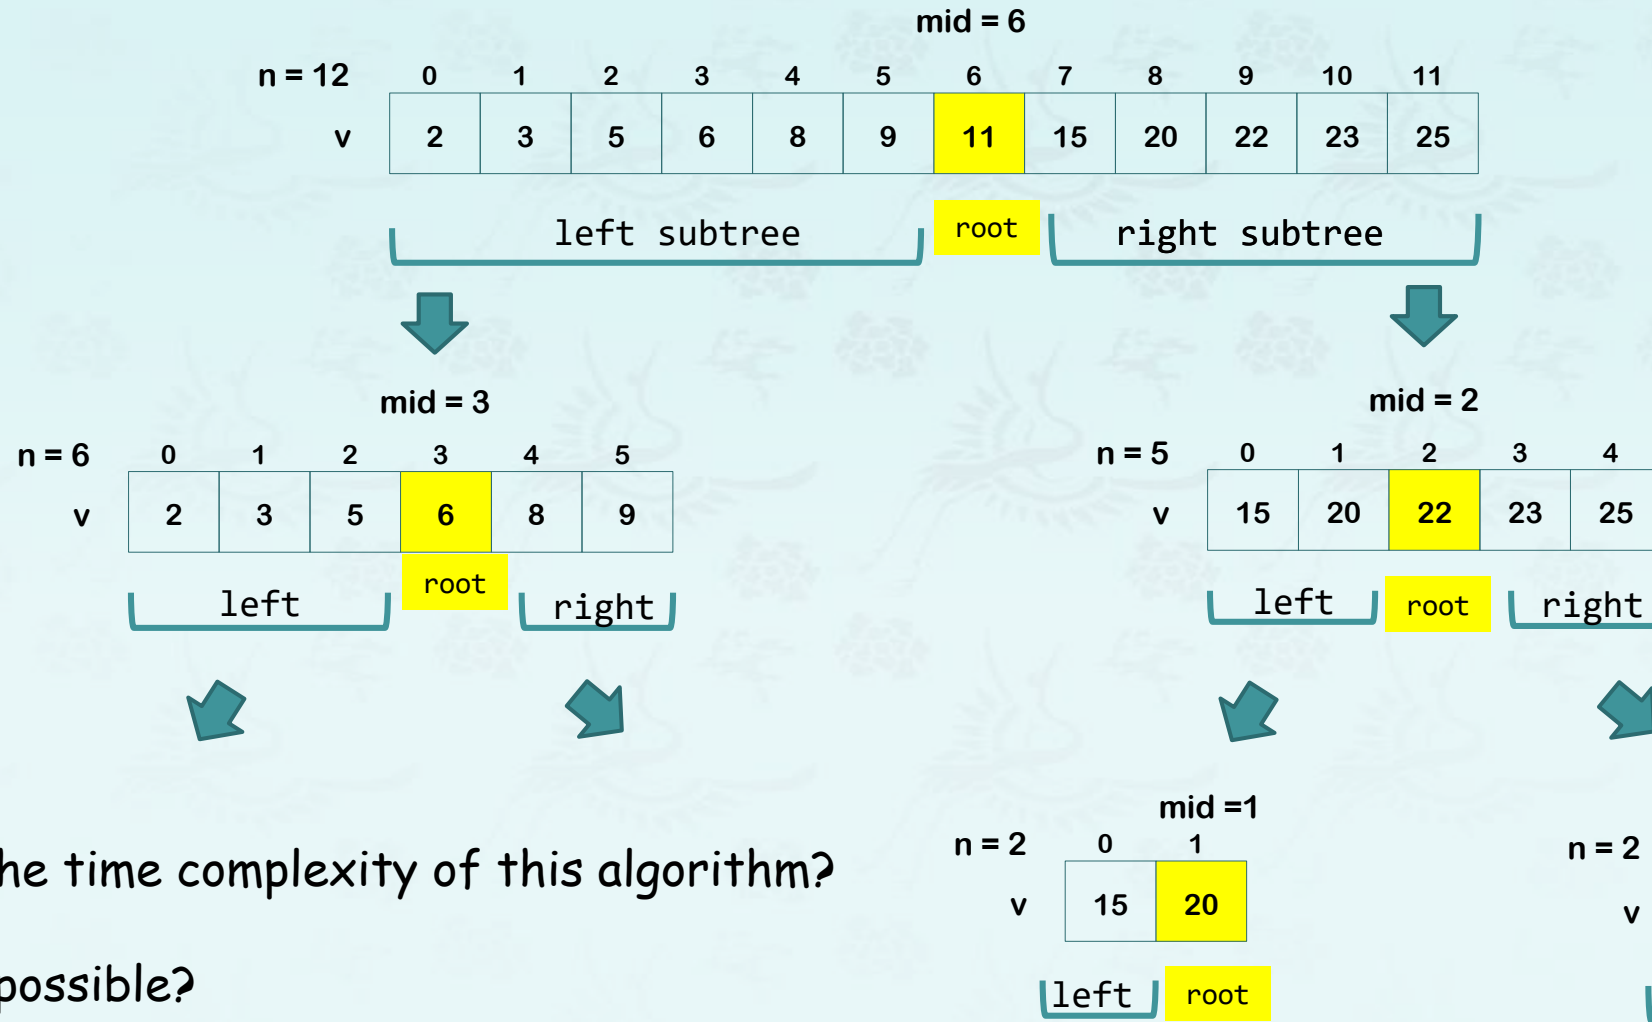 mid = 6
n = 12 0 1 2 3 4 5 6 7 8 9 10 11
v 2 3 5 6 8 9 11 15 20 22 23 25
left subtree root right subtree
mid = 3
n = 6 0 1 2 3 4 5
v 2 3 5 6 8 9
left root right
mid = 2
n = 5 0 1 2 3 4
v 15 20 22 23 25
left root right
he time complexity of this algorithm?
possible?
mid =1
n = 2 0 1
v 15 20
left root
n = 2
v